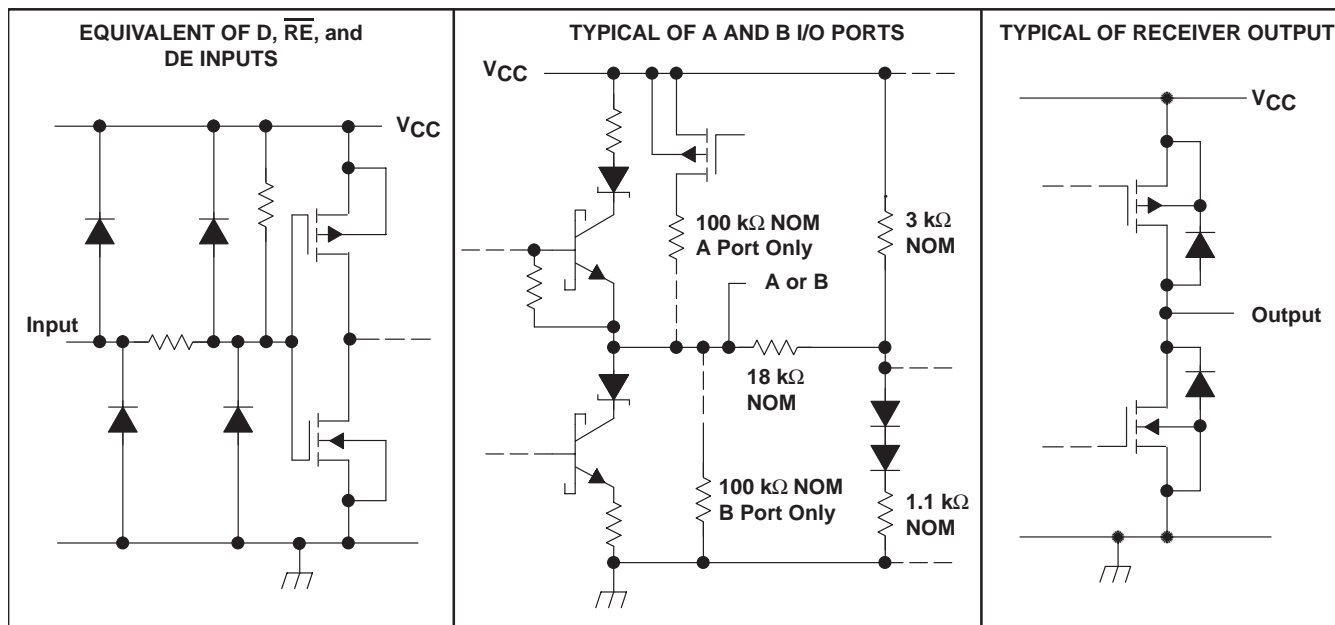 EQUIVALENT OF D, R̅E̅, and
DE INPUTS
VCC
Input
TYPICAL OF A AND B I/O PORTS
VCC
100 kΩ NOM
A Port Only
3 kΩ
NOM
A or B
18 kΩ
NOM
100 kΩ NOM
B Port Only
1.1 kΩ
NOM
TYPICAL OF RECEIVER OUTPUT
VCC
Output